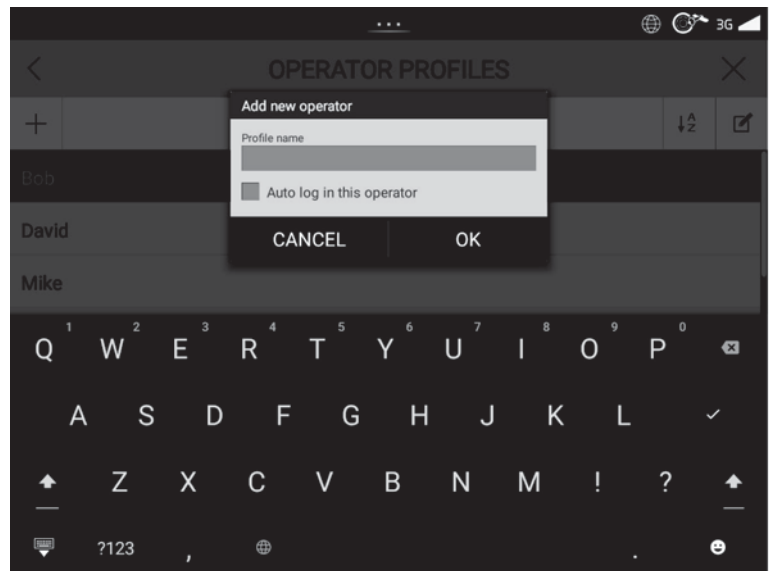 ...
3G
OPERATOR PROFILES
Add new operator
Profile name
Auto log in this operator
CANCEL OK
A
Z
Bob
David
Mike
Q 1 W 2 E 3 R 4 T 5 Y 6 U 7 I 8 O 9 P 0
A S D F G H J K L
Z X C V B N M ! ?
?123 , .